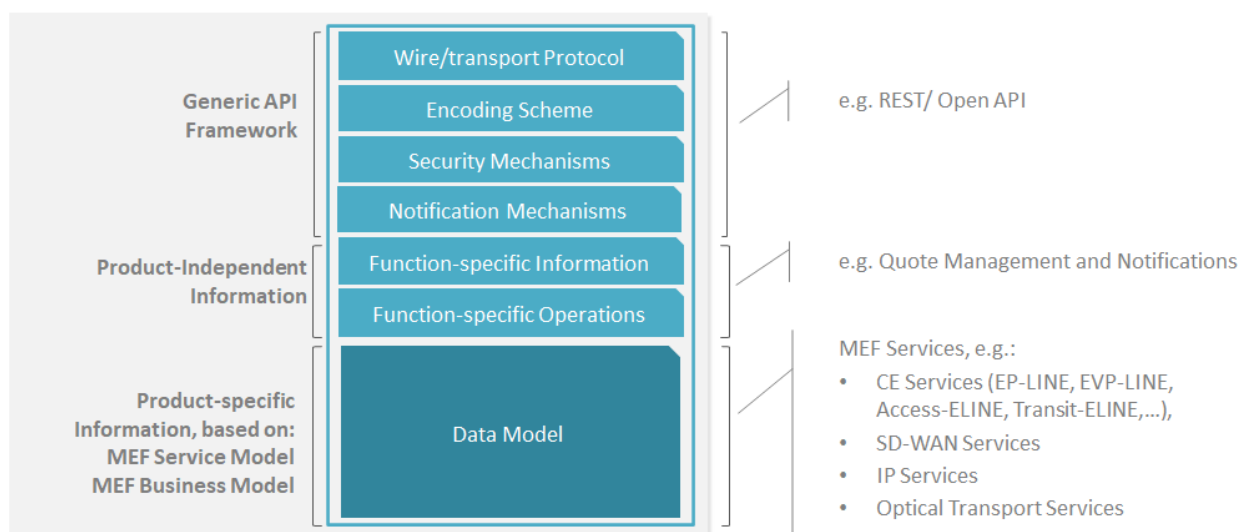 Generic API
Framework
Wire/transport Protocol
Encoding Scheme
Security Mechanisms
Notification Mechanisms
e.g. REST/ Open API
Product-Independent
Information
Function-specific Information
Function-specific Operations
e.g. Quote Management and Notifications
Product-specific
Information, based on:
MEF Service Model
MEF Business Model
Data Model
MEF Services, e.g.:
• CE Services (EP-LINE, EVP-LINE,
Access-ELINE, Transit-ELINE,...),
• SD-WAN Services
• IP Services
• Optical Transport Services